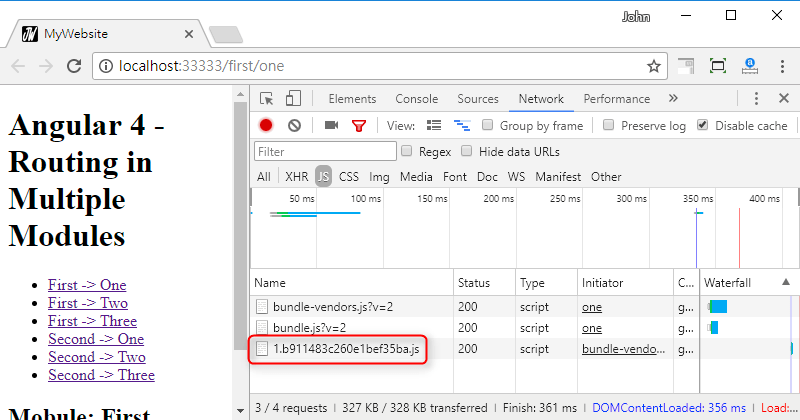 John
JW MyWebsite
localhost:33333/first/one
Angular 4 -
Routing in
Multiple
Modules
First -> One
First -> Two
First -> Three
Second -> One
Second -> Two
Second -> Three
Mobule: First
Elements Console Sources Network Performance
View: Group by frame Preserve log Disable cache
Filter Regex Hide data URLs
All XHR JS CSS Img Media Font Doc WS Manifest Other
50 ms 100 ms 150 ms 200 ms 250 ms 300 ms 350 ms 400 ms
Name Status Type Initiator C... Waterfall
bundle-vendors.js?v=2 200 script one g...
bundle.js?v=2 200 script one g...
1.b911483c260e1bef35ba.js 200 script bundle-vendo... g...
3 / 4 requests | 327 KB / 328 KB transferred | Finish: 361 ms | DOMContentLoaded: 356 ms | Load:...